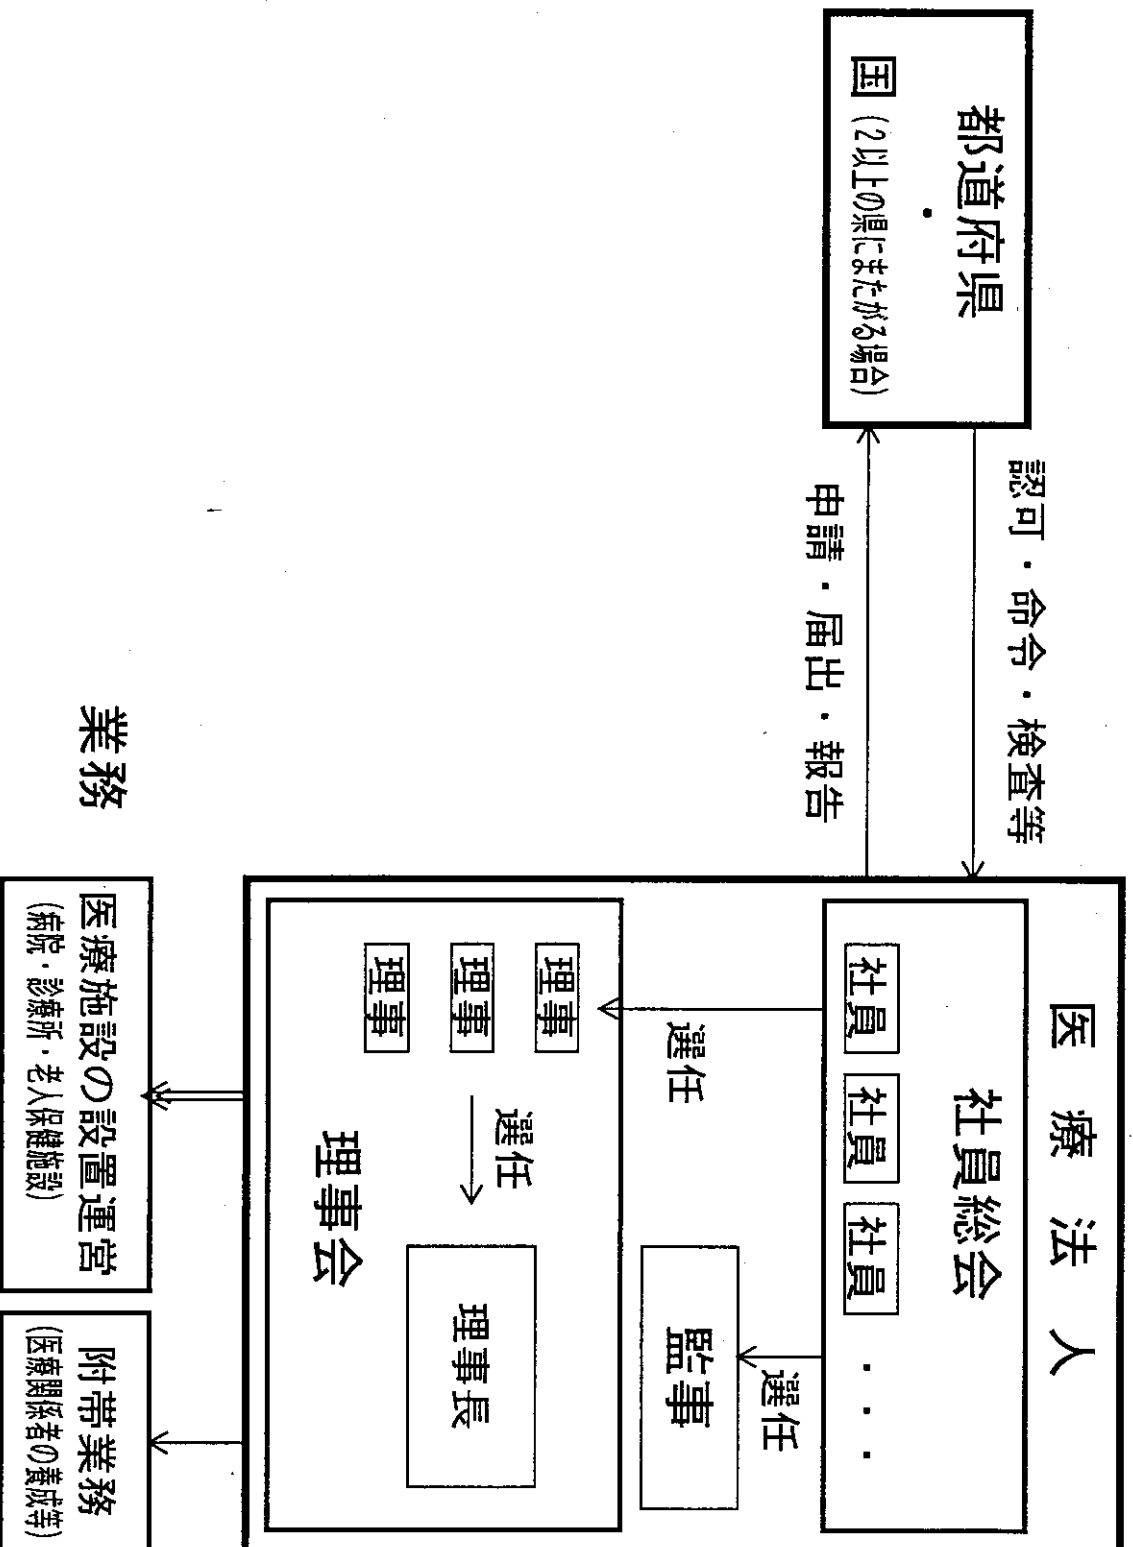 医療法人
都道府県
・
国(2以上の県にまたがる場合)
認可・命令・検査等
申請・届出・報告
社員総会
社員 社員 社員 ・・・
選任
選任
監事
理事
理事
理事
選任
理事長
理事会
業務
医療施設の設置運営
(病院・診療所・老人保健施設)
附帯業務
(医療関係者の養成等)